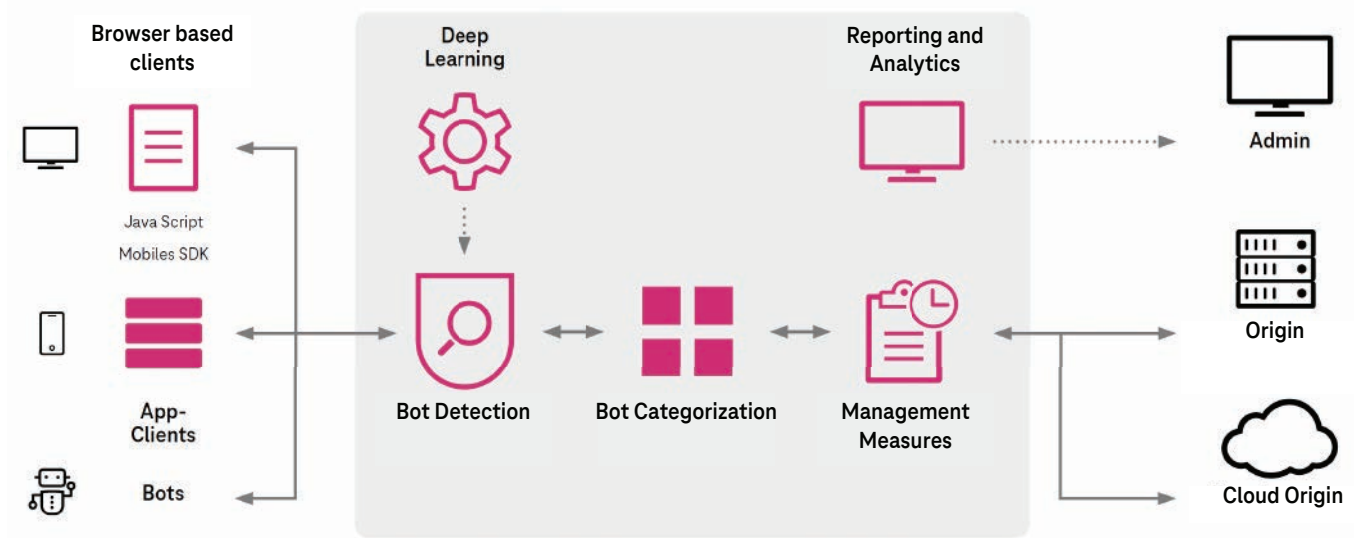 Browser based
clients
Java Script
Mobiles SDK
App-
Clients
Bots
Deep
Learning
Bot Detection
Bot Categorization
Reporting and
Analytics
Management
Measures
Admin
Origin
Cloud Origin